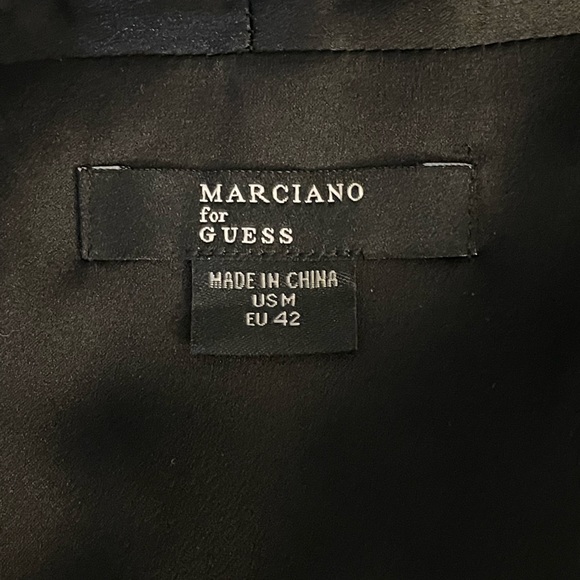 MARCIANO
for
GUESS
MADE IN CHINA
US M
EU 42